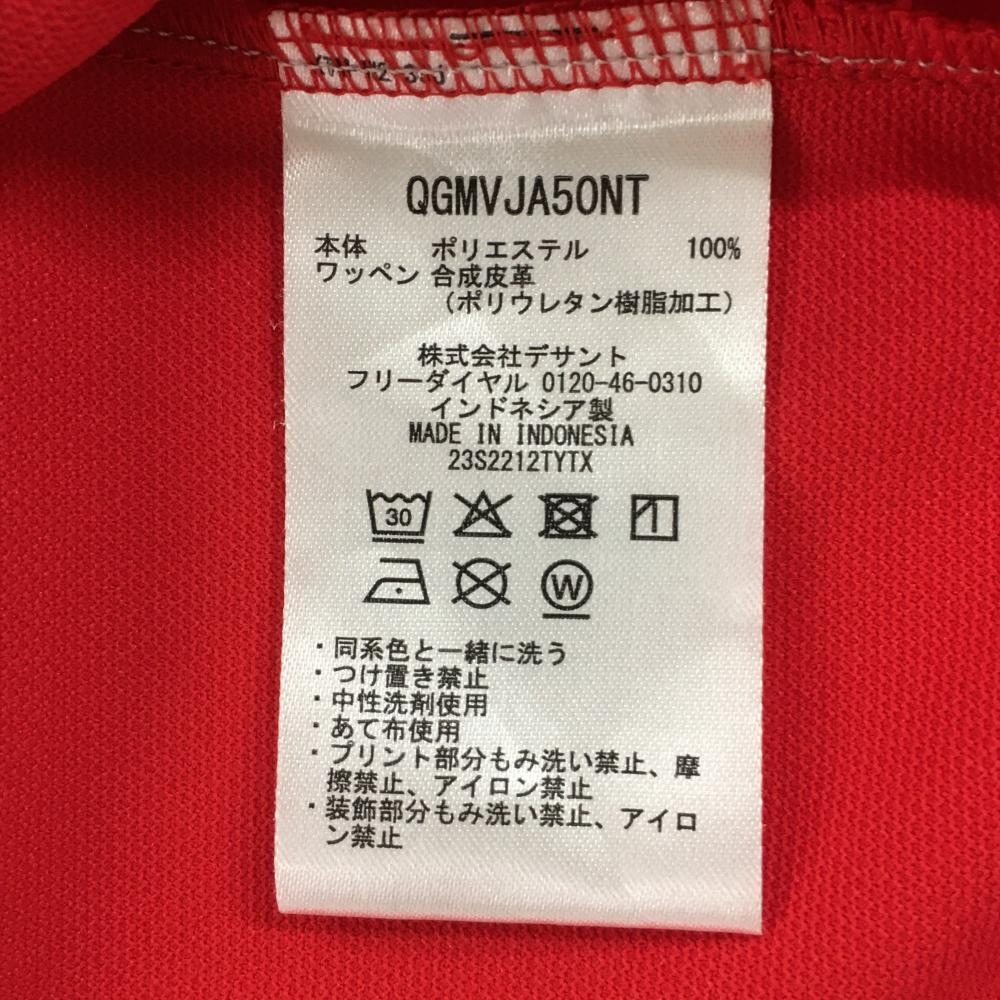 QGMVJA50NT
本体 ポリエステル 100%
ワッペン 合成皮革
(ポリウレタン樹脂加工)
株式会社デサント
フリーダイヤル 0120-46-0310
インドネシア製
MADE IN INDONESIA
23S2212TYTX
30
W
・同系色と一緒に洗う
・つけ置き禁止
・中性洗剤使用
・あて布使用
・プリント部分もみ洗い禁止、摩
擦禁止、アイロン禁止
・装飾部分もみ洗い禁止、アイロ
ン禁止